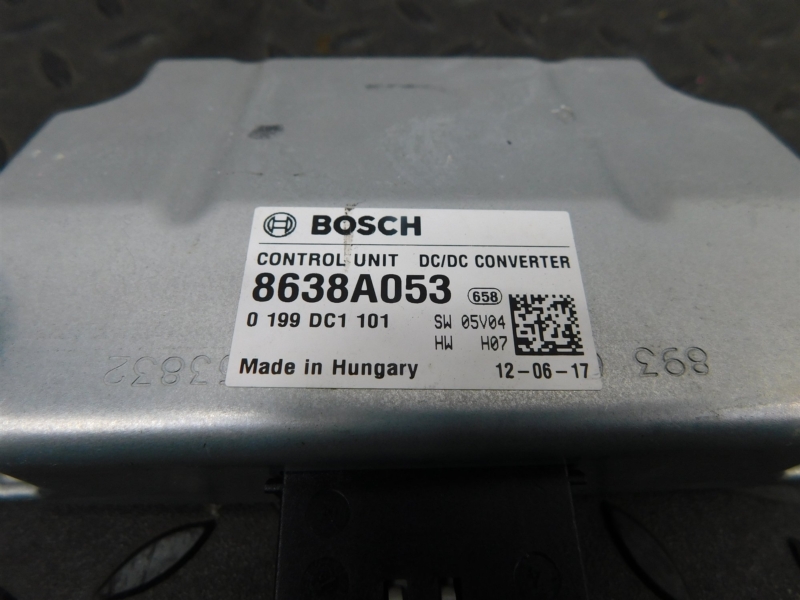 BOSCH
CONTROL UNIT DC/DC CONVERTER
8638A053 658
0 199 DC1 101 SW 05V04
HW H07
Made in Hungary 12-06-17
893